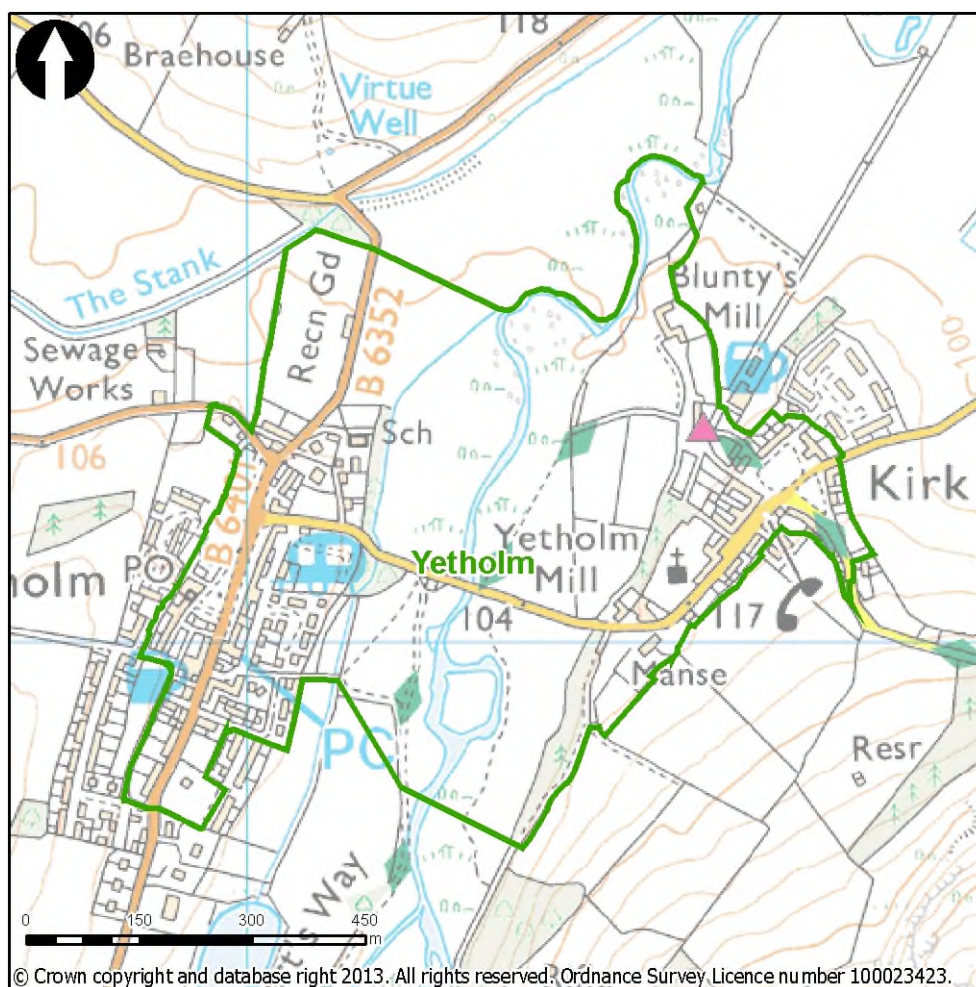 106
Braehouse
118
Virtue
Well
The Stank
Recn Gd
B 6352
Blunty's
Mill
100
Sewage
Works
Sch
106
B 6401
Kirk
Yetholm
Yetholm
Mill
holm
PO
104
117
Manse
PC
Resr
's Way
0 150 300 450
m
© Crown copyright and database right 2013. All rights reserved. Ordnance Survey Licence number 100023423.